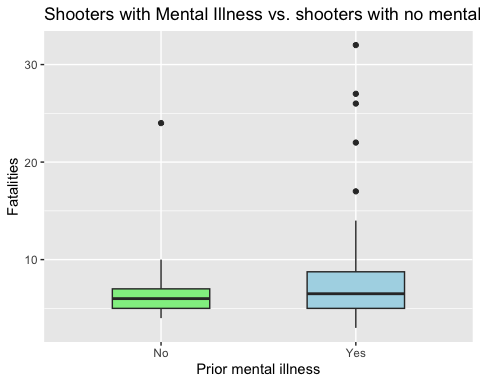 Shooters with Mental Illness vs. shooters with no mental
30
20
10
Fatalities
No
Yes
Prior mental illness